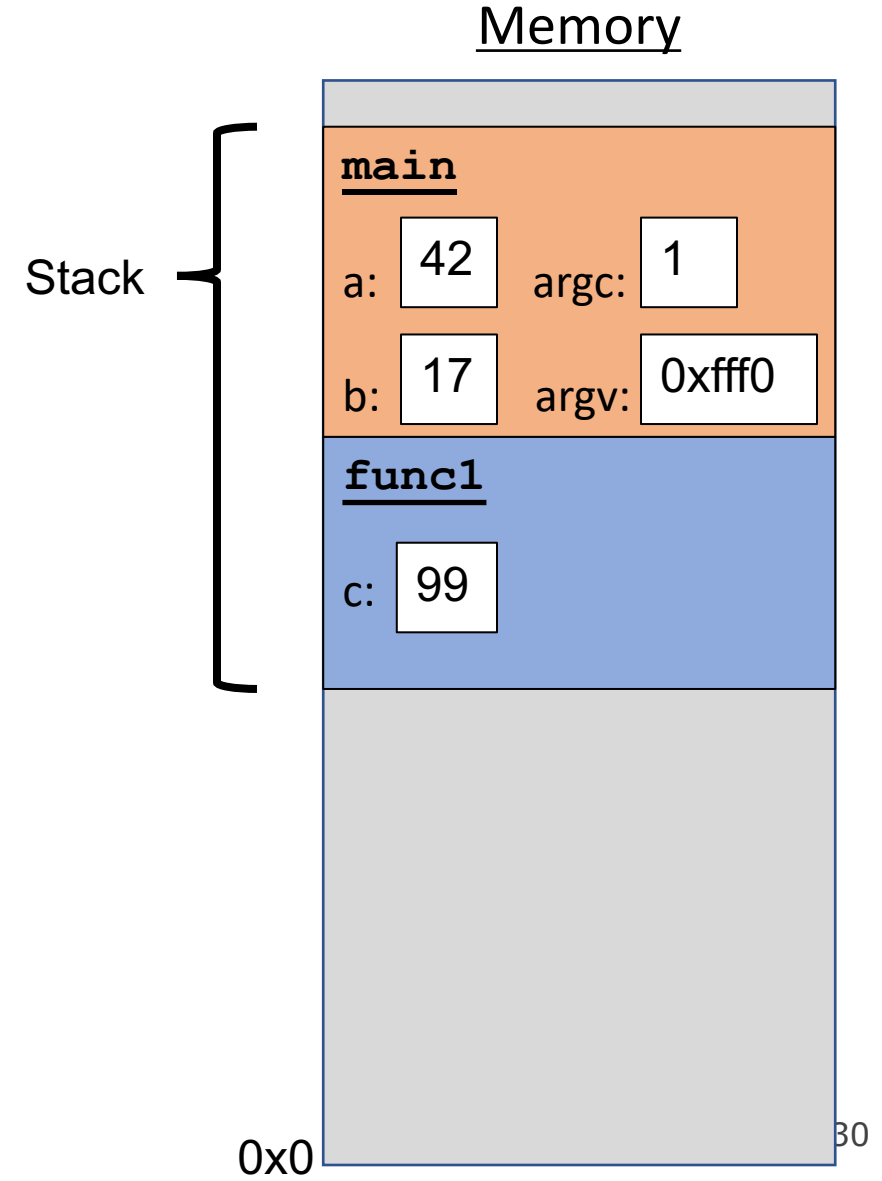 Memory
main
Stack
a: 42 argc: 1
b: 17 argv: 0xfff0
func1
c: 99
30
0x0